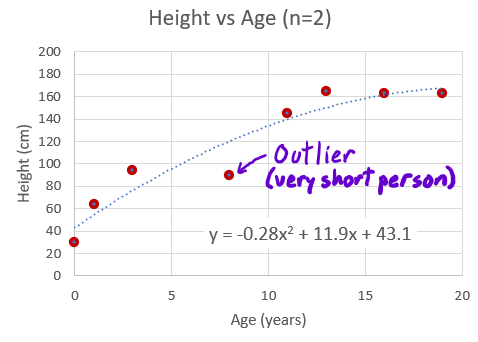 Height vs Age (n=2)
200
180
160
140
120
100
80
60
40
20
0
Height (cm)
Outlier
(very short person)
y = -0.28x² + 11.9x + 43.1
0
5
10
15
20
Age (years)